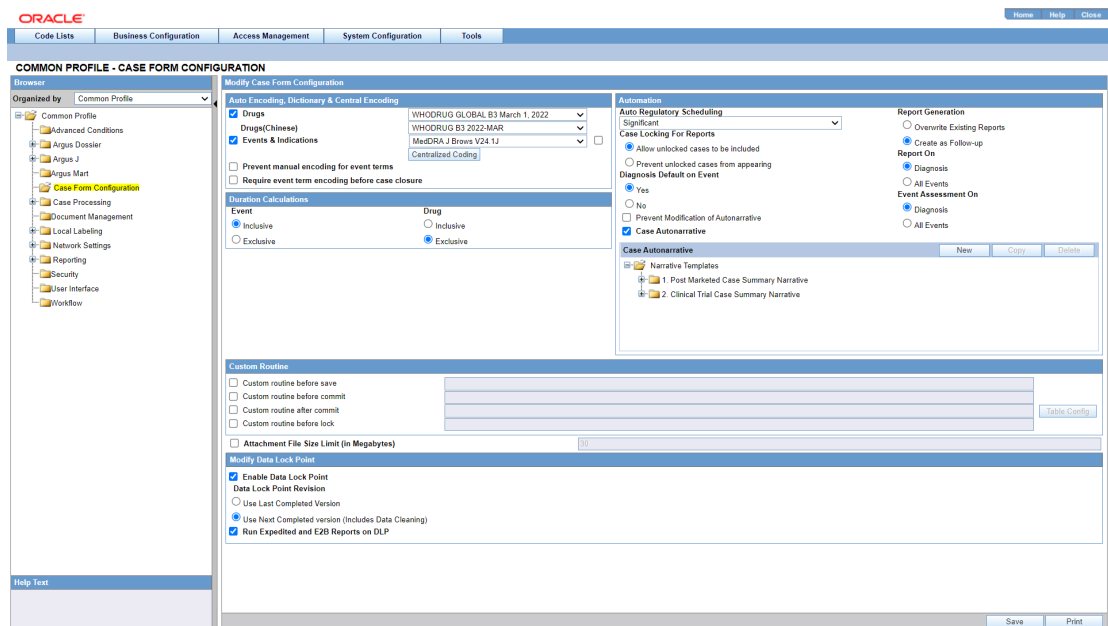 ORACLE
Home Help Close
Code Lists Business Configuration Access Management System Configuration Tools
COMMON PROFILE - CASE FORM CONFIGURATION
Browser
Organized by Common Profile
Common Profile
Advanced Conditions
Argus Dossier
Argus J
Argus Mart
Case Form Configuration
Case Processing
Document Management
Local Labeling
Network Settings
Reporting
Security
User Interface
Workflow
Help Text
Modify Case Form Configuration
Auto Encoding, Dictionary & Central Encoding
Drugs WHODRUG GLOBAL B3 March 1, 2022
Drugs(Chinese) WHODRUG B3 2022-MAR
Events & Indications MedDRA J Brows V24.1J
Centralized Coding
Prevent manual encoding for event terms
Require event term encoding before case closure
Duration Calculations
Event Drug
Inclusive Inclusive
Exclusive Exclusive
Automation
Auto Regulatory Scheduling
Significant
Case Locking For Reports
Allow unlocked cases to be included
Prevent unlocked cases from appearing
Diagnosis Default on Event
Yes
No
Prevent Modification of Autonarrative
Case Autonarrative
Report Generation
Overwrite Existing Reports
Create as Follow-up
Report On
Diagnosis
All Events
Event Assessment On
Diagnosis
All Events
Case Autonarrative New Copy Delete
Narrative Templates
1. Post Marketed Case Summary Narrative
2. Clinical Trial Case Summary Narrative
Custom Routine
Custom routine before save
Custom routine before commit
Custom routine after commit Table Config
Custom routine before lock
Attachment File Size Limit (in Megabytes) 30
Modify Data Lock Point
Enable Data Lock Point
Data Lock Point Revision
Use Last Completed Version
Use Next Completed version (Includes Data Cleaning)
Run Expedited and E2B Reports on DLP
Save Print